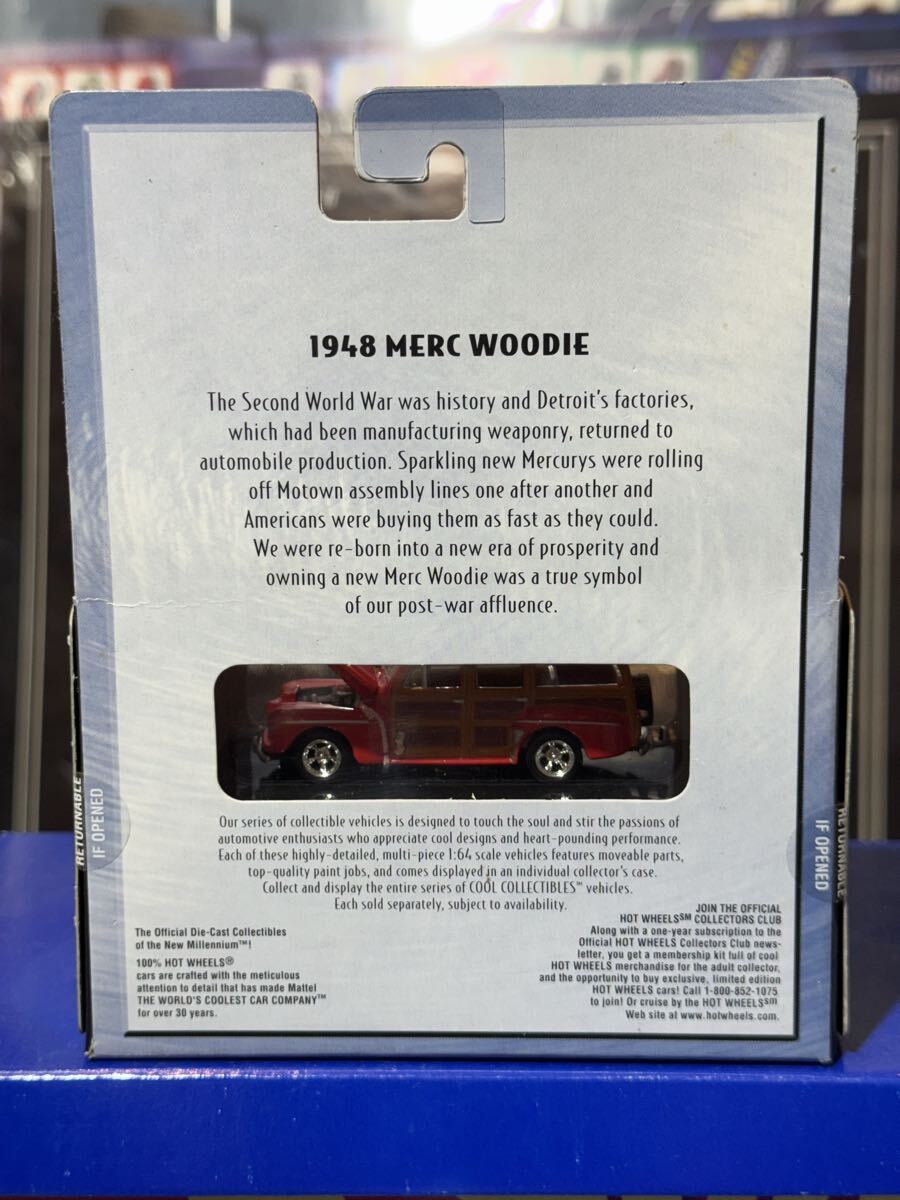 1948 MERC WOODIE
The Second World War was history and Detroit's factories,
which had been manufacturing weaponry, returned to
automobile production. Sparkling new Mercurys were rolling
off Motown assembly lines one after another and
Americans were buying them as fast as they could.
We were re-born into a new era of prosperity and
owning a new Merc Woodie was a true symbol
of our post-war affluence.
Our series of collectible vehicles is designed to touch the soul and stir the passions of
automotive enthusiasts who appreciate cool designs and heart-pounding performance.
Each of these highly-detailed, multi-piece 1:64 scale vehicles features moveable parts,
top-quality paint jobs, and comes displayed in an individual collector's case.
Collect and display the entire series of COOL COLLECTIBLES™ vehicles.
Each sold separately, subject to availability.
The Official Die-Cast Collectibles
of the New Millennium™!
100% HOT WHEELS®
cars are crafted with the meticulous
attention to detail that has made Mattel
THE WORLD'S COOLEST CAR COMPANY™
for over 30 years.
JOIN THE OFFICIAL
HOT WHEELS℠ COLLECTORS CLUB
Along with a one-year subscription to the
Official HOT WHEELS Collectors Club news-
letter, you get a membership kit full of cool
HOT WHEELS merchandise for the adult collector,
and the opportunity to buy exclusive, limited edition
HOT WHEELS cars! Call 1-800-852-1075
to join! Or cruise by the HOT WHEELS℠
Web site at www.hotwheels.com.
RETURNABLE
IF OPENED
IF OPENED
RETURNABLE